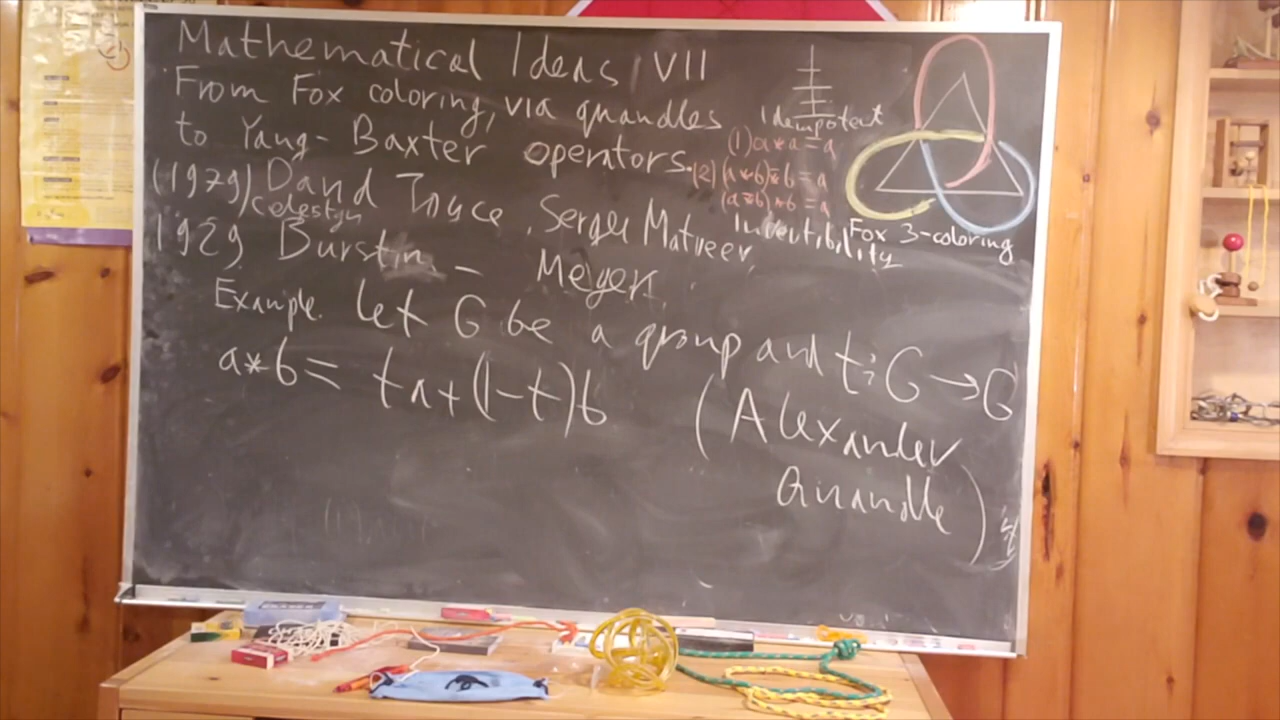 Mathematical Ideas VII
From Fox coloring, via quandles
to Yang-Baxter operators.
(1979) David Joyce, Sergei Matveev,
Celestyn
1929 Burstin - Mayer
Example. Let G be a group and t: G → G
a*b = ta+(1-t)b
(Alexander
Quandle)
Idempotent
(1) a*a = a
(2) (a*b)*̄b = a
(a*̄b)*b = a
Invertibility
Fox 3-coloring